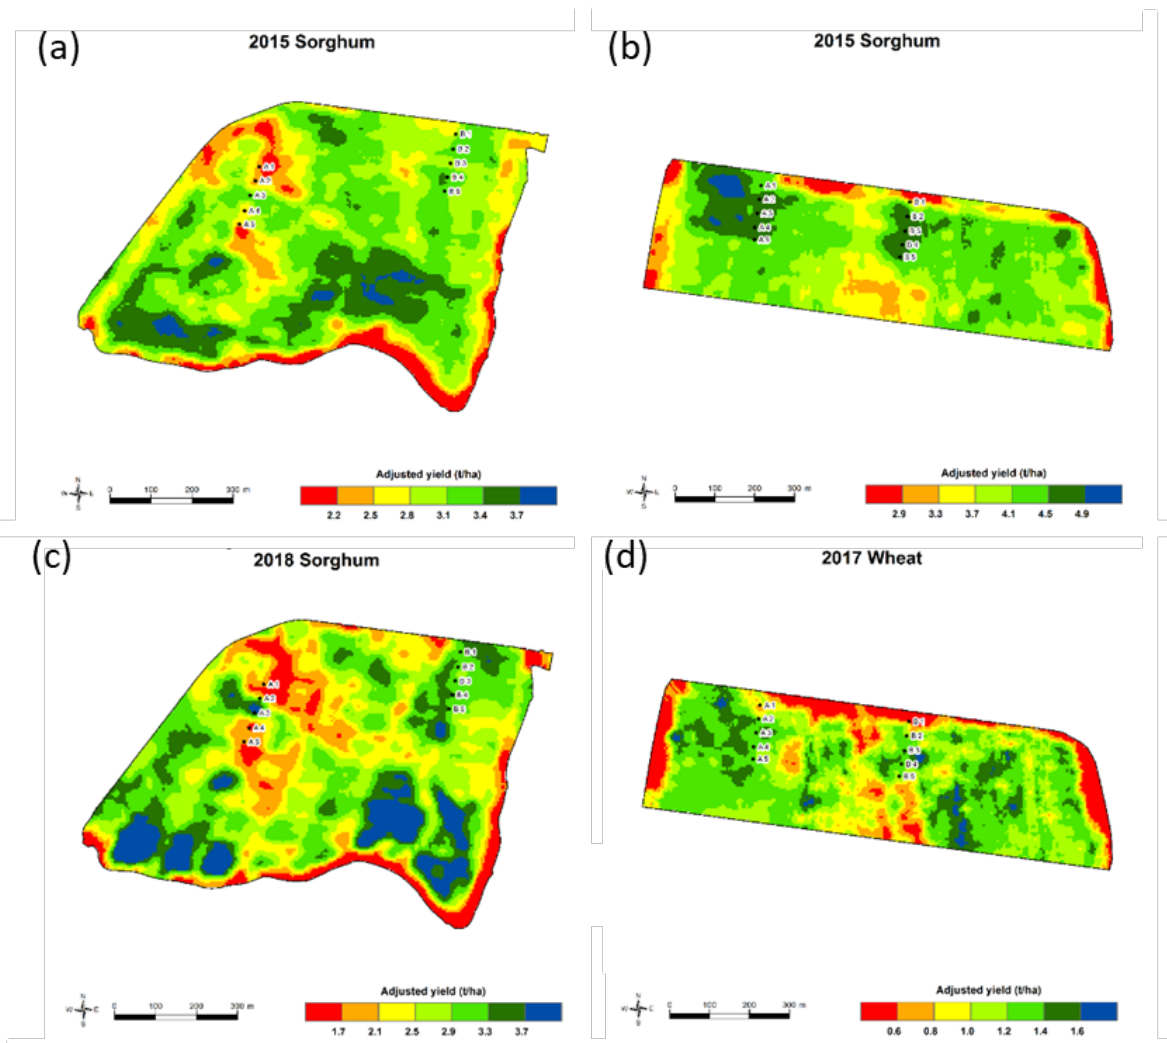 (a)
2015 Sorghum
B1
B2
B3
B4
B5
A1
A2
A3
A4
A5
Adjusted yield (t/ha)
N
E
S
0 100 200 300 m
2.2 2.5 2.8 3.1 3.4 3.7
(b)
2015 Sorghum
A1
A2
A3
A4
A5
B1
B2
B3
B4
B5
Adjusted yield (t/ha)
N
W E
S
0 100 200 300 m
2.9 3.3 3.7 4.1 4.5 4.9
(c)
2018 Sorghum
B1
B2
B3
B4
B5
A1
A2
A3
A4
A5
Adjusted yield (t/ha)
N
W E
S
0 100 200 300 m
1.7 2.1 2.5 2.9 3.3 3.7
(d)
2017 Wheat
A1
A2
A3
A4
A5
B1
B2
B3
B4
B5
Adjusted yield (t/ha)
N
W E
S
0 100 200 300 m
0.6 0.8 1.0 1.2 1.4 1.6